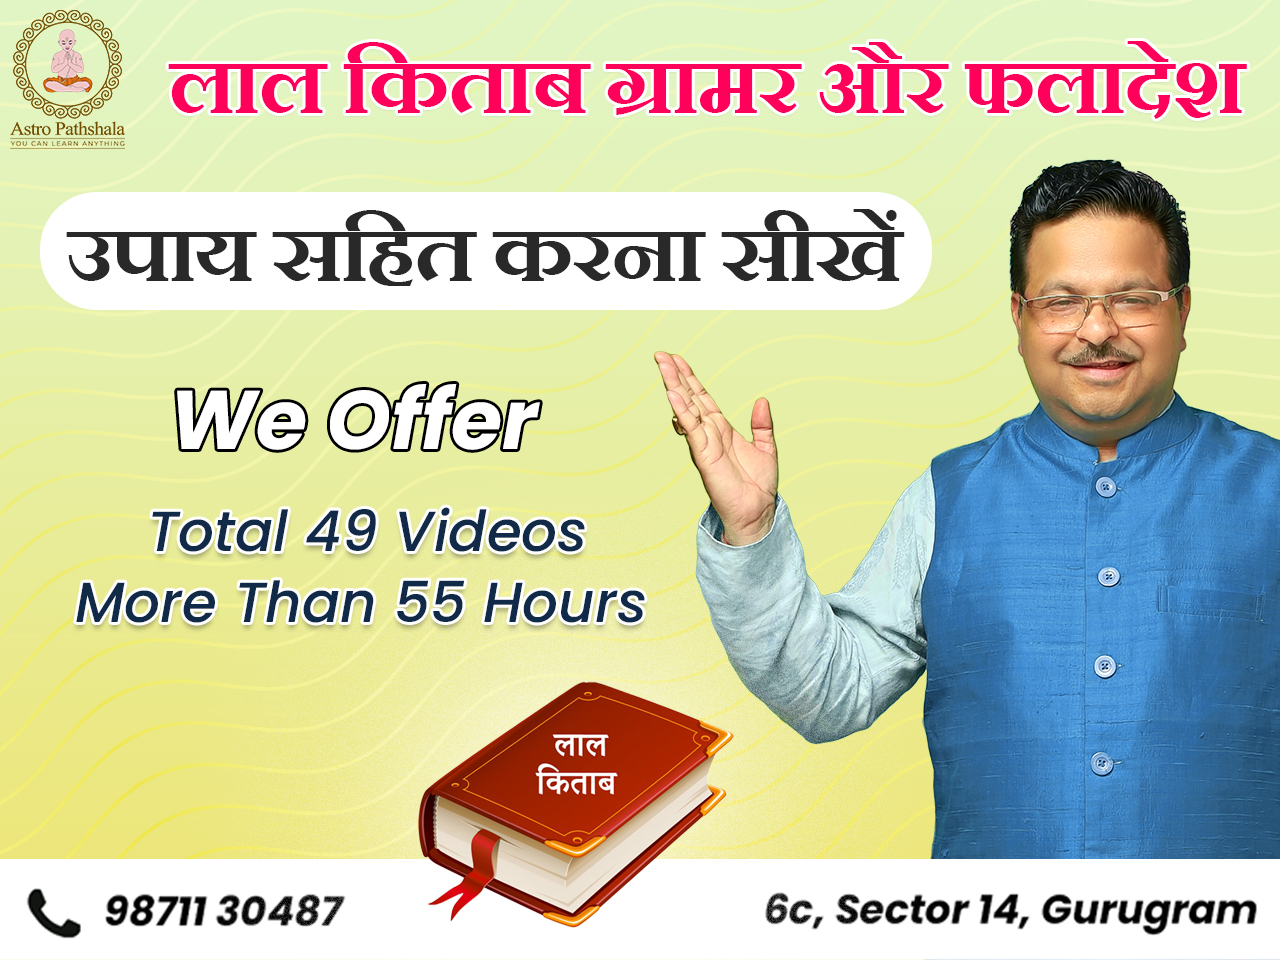 Astro Pathshala
YOU CAN LEARN ANYTHING
लाल किताब ग्रामर और फलादेश
उपाय सहित करना सीखें
We Offer
Total 49 Videos
More Than 55 Hours
लाल
किताब
98711 30487
6c, Sector 14, Gurugram